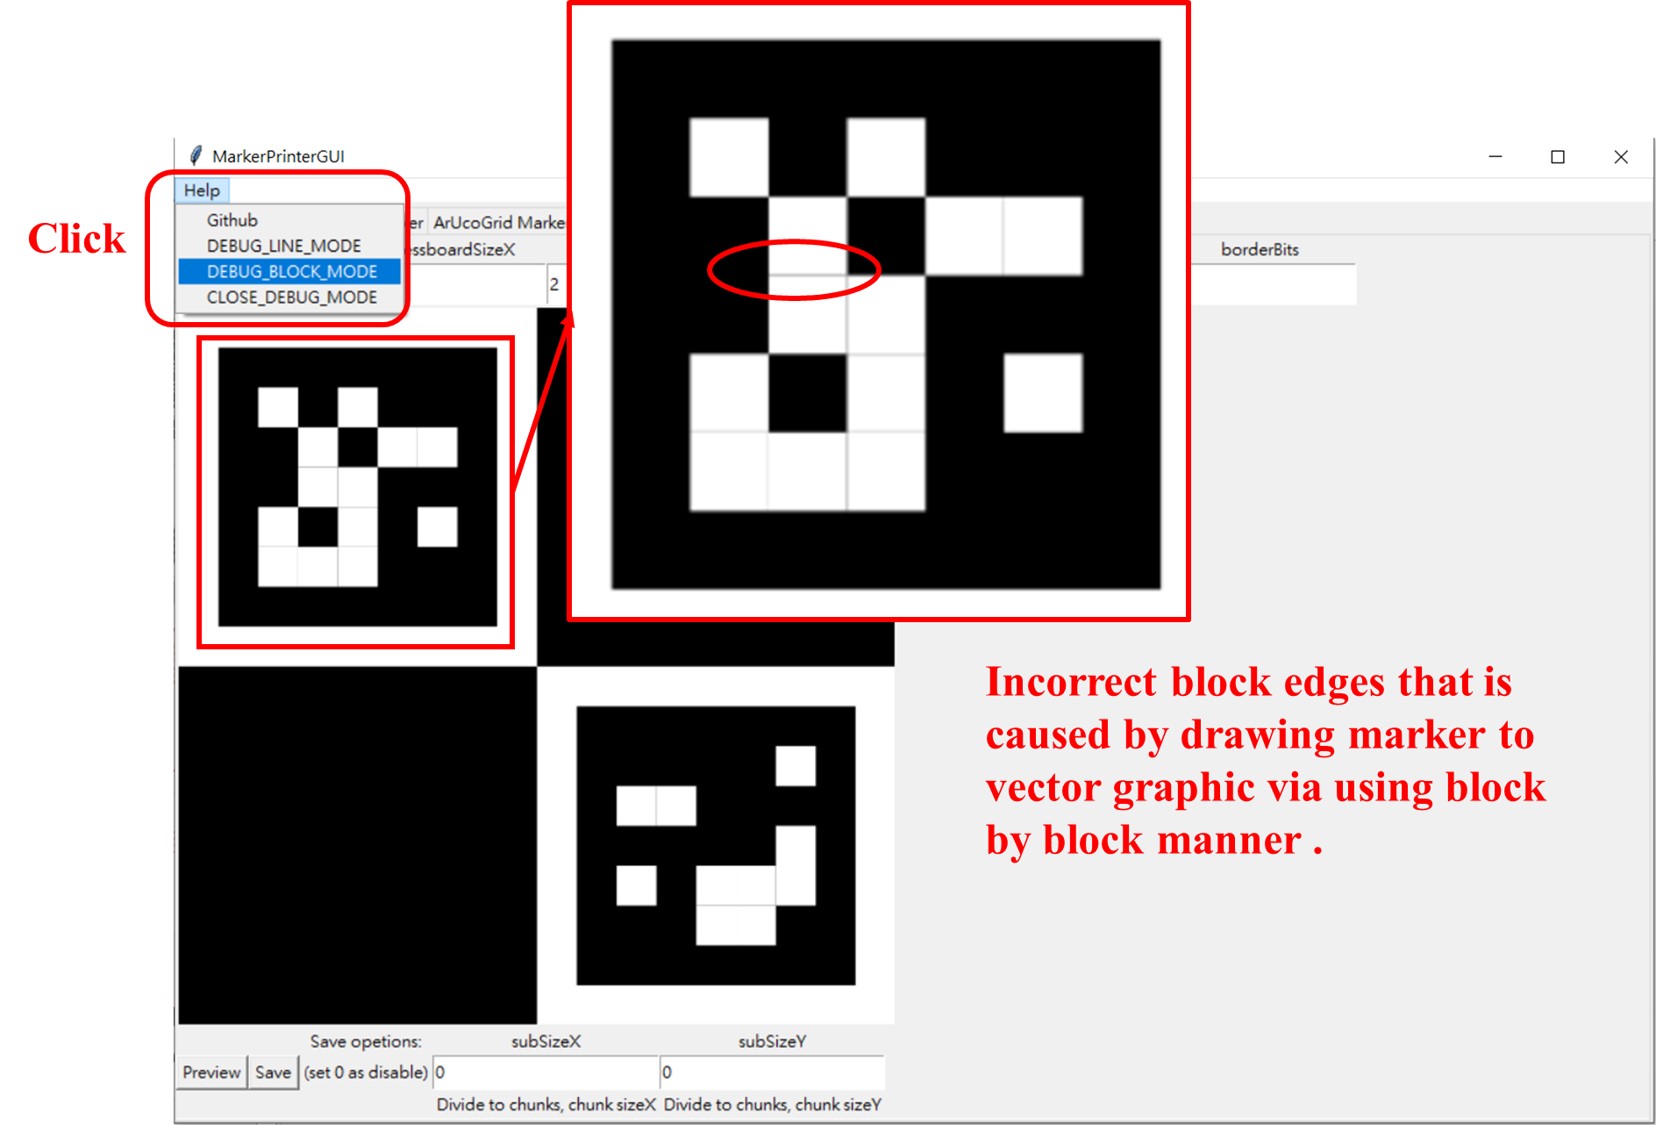 MarkerPrinterGUI
Help
Click
Github
DEBUG_LINE_MODE
DEBUG_BLOCK_MODE
CLOSE_DEBUG_MODE
er ArUcoGrid Marke
essboardSizeX
borderBits
2
Incorrect block edges that is
caused by drawing marker to
vector graphic via using block
by block manner .
Save opetions: subSizeX subSizeY
Preview Save (set 0 as disable) 0 0
Divide to chunks, chunk sizeX Divide to chunks, chunk sizeY